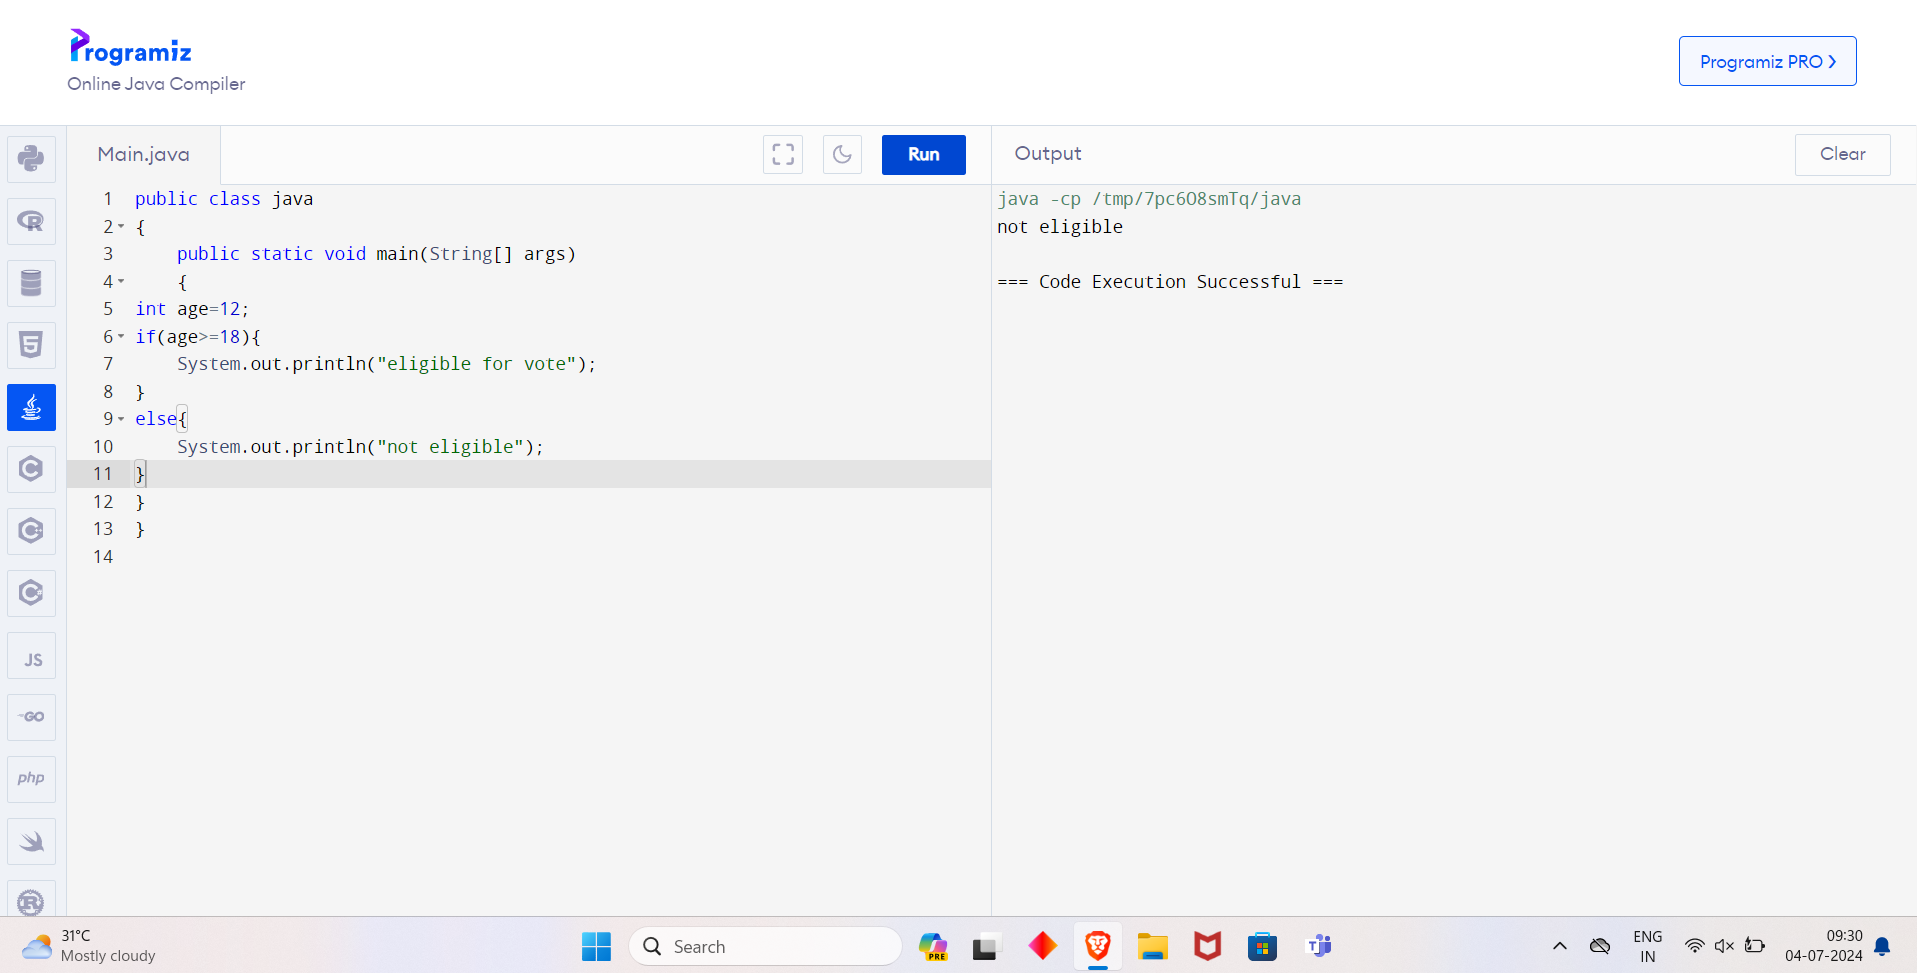 Programiz
Online Java Compiler
Programiz PRO ❯
Main.java
Run
Output
Clear
1 public class java
2 {
3     public static void main(String[] args)
4     {
5 int age=12;
6 if(age>=18){
7     System.out.println("eligible for vote");
8 }
9 else{
10     System.out.println("not eligible");
11 }
12 }
13 }
14
java -cp /tmp/7pc6O8smTq/java
not eligible
=== Code Execution Successful ===
R
5
C
C
C
JS
GO
php
R
31°C
Mostly cloudy
Search
PRE
T
ENG
IN
09:30
04-07-2024